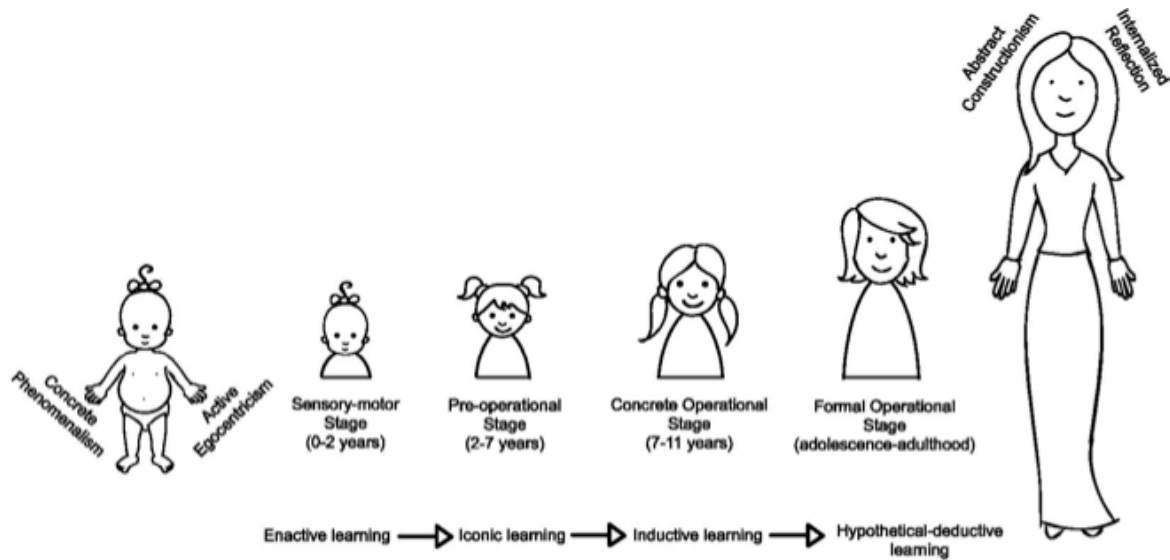 Abstract
Constructionism
Internalized
Reflection
Concrete
Phenomenalism
Active
Egocentricism
Sensory-motor
Stage
(0-2 years)
Pre-operational
Stage
(2-7 years)
Concrete Operational
Stage
(7-11 years)
Formal Operational
Stage
(adolescence-adulthood)
Enactive learning
Iconic learning
Inductive learning
Hypothetical-deductive
learning